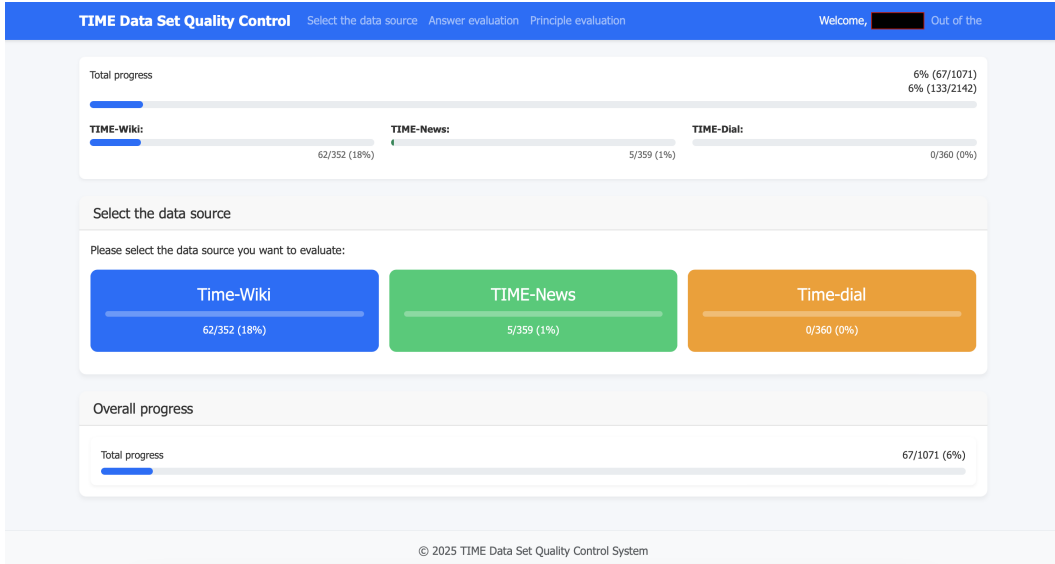 TIME Data Set Quality Control Select the data source Answer evaluation Principle evaluation Welcome, Out of the
Total progress 6% (67/1071)
6% (133/2142)
TIME-Wiki: TIME-News: TIME-Dial:
62/352 (18%) 5/359 (1%) 0/360 (0%)
Select the data source
Please select the data source you want to evaluate:
Time-Wiki TIME-News Time-dial
62/352 (18%) 5/359 (1%) 0/360 (0%)
Overall progress
Total progress 67/1071 (6%)
© 2025 TIME Data Set Quality Control System